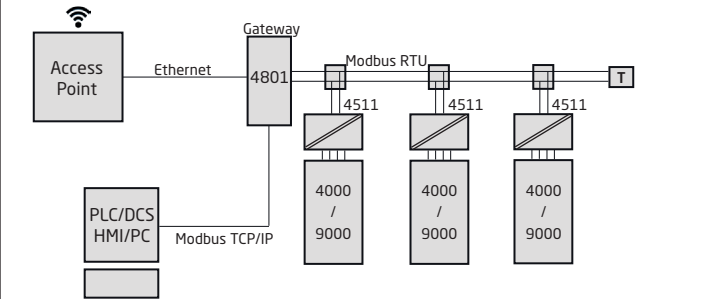 Gateway
Access
Point
Ethernet
4801
Modbus RTU
T
4511
4511
4511
4000
/
9000
4000
/
9000
4000
/
9000
PLC/DCS
HMI/PC
Modbus TCP/IP